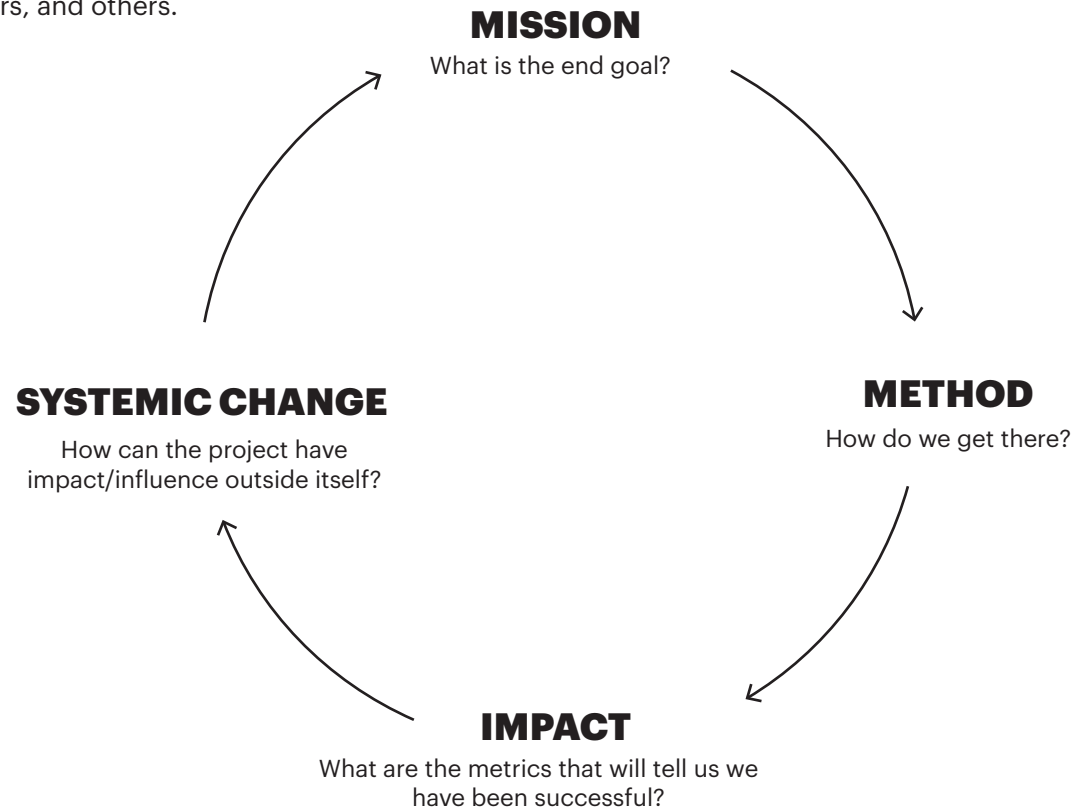 rs, and others.
MISSION
What is the end goal?
METHOD
How do we get there?
IMPACT
What are the metrics that will tell us we
have been successful?
SYSTEMIC CHANGE
How can the project have
impact/influence outside itself?